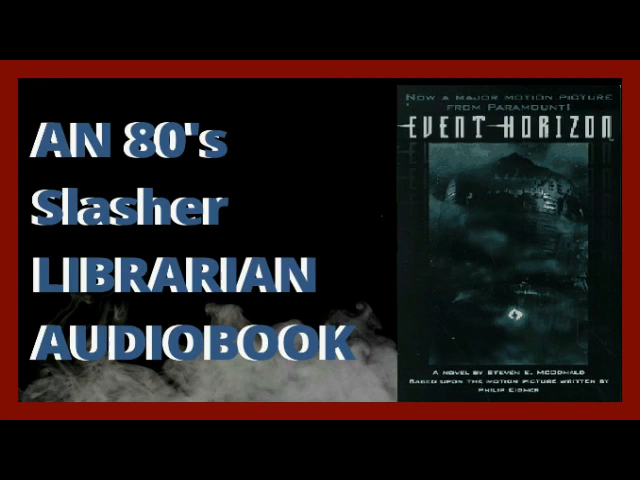 AN 80's
Slasher
LIBRARIAN
AUDIOBOOK
NOW A MAJOR MOTION PICTURE
FROM PARAMOUNT!
EVENT HORIZON
A NOVEL BY STEVEN E. MCDONALD
BASED UPON THE MOTION PICTURE WRITTEN BY
PHILIP EISNER